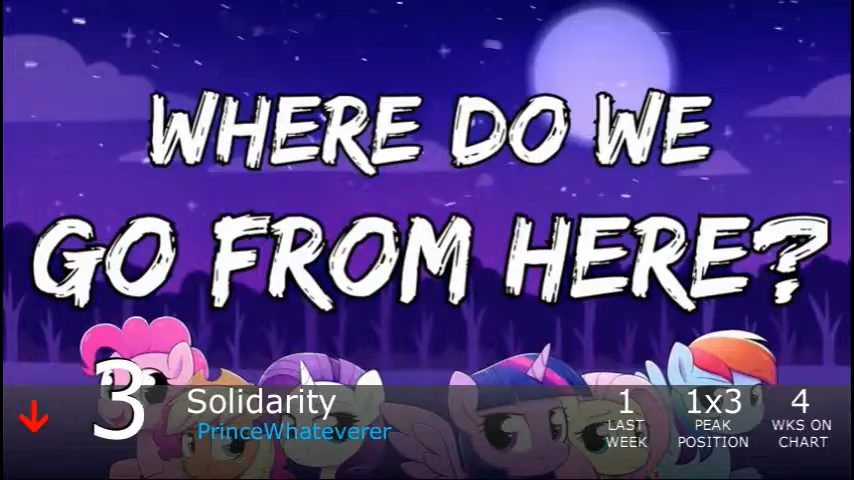 WHERE DO WE
GO FROM HERE?
3
Solidarity
PrinceWhateverer
1
LAST
WEEK
1x3
PEAK
POSITION
4
WKS ON
CHART